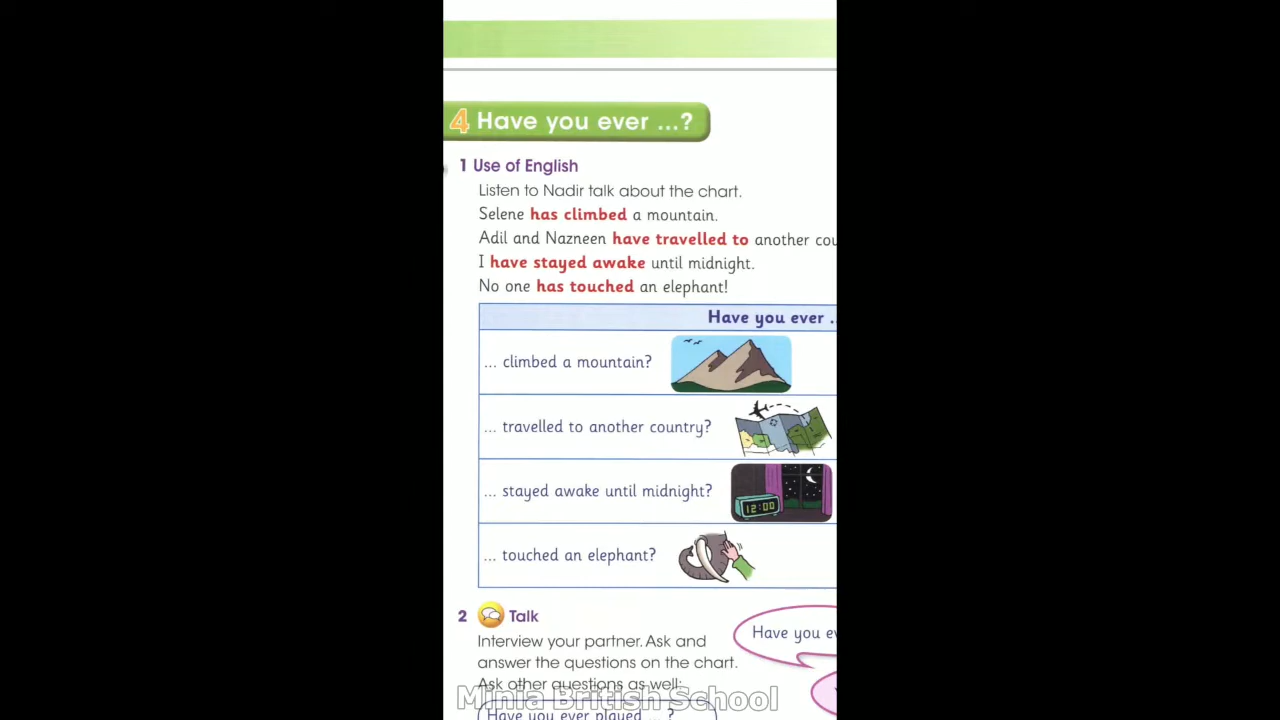 4 Have you ever ...?
1 Use of English
Listen to Nadir talk about the chart.
Selene has climbed a mountain.
Adil and Nazneen have travelled to another cou
I have stayed awake until midnight.
No one has touched an elephant!
Have you ever ..
... climbed a mountain?
... travelled to another country?
... stayed awake until midnight?
12:00
... touched an elephant?
2 Talk
Interview your partner. Ask and
answer the questions on the chart.
Ask other questions as well:
Have you ev
Minia British School
Have you ever played ... ?